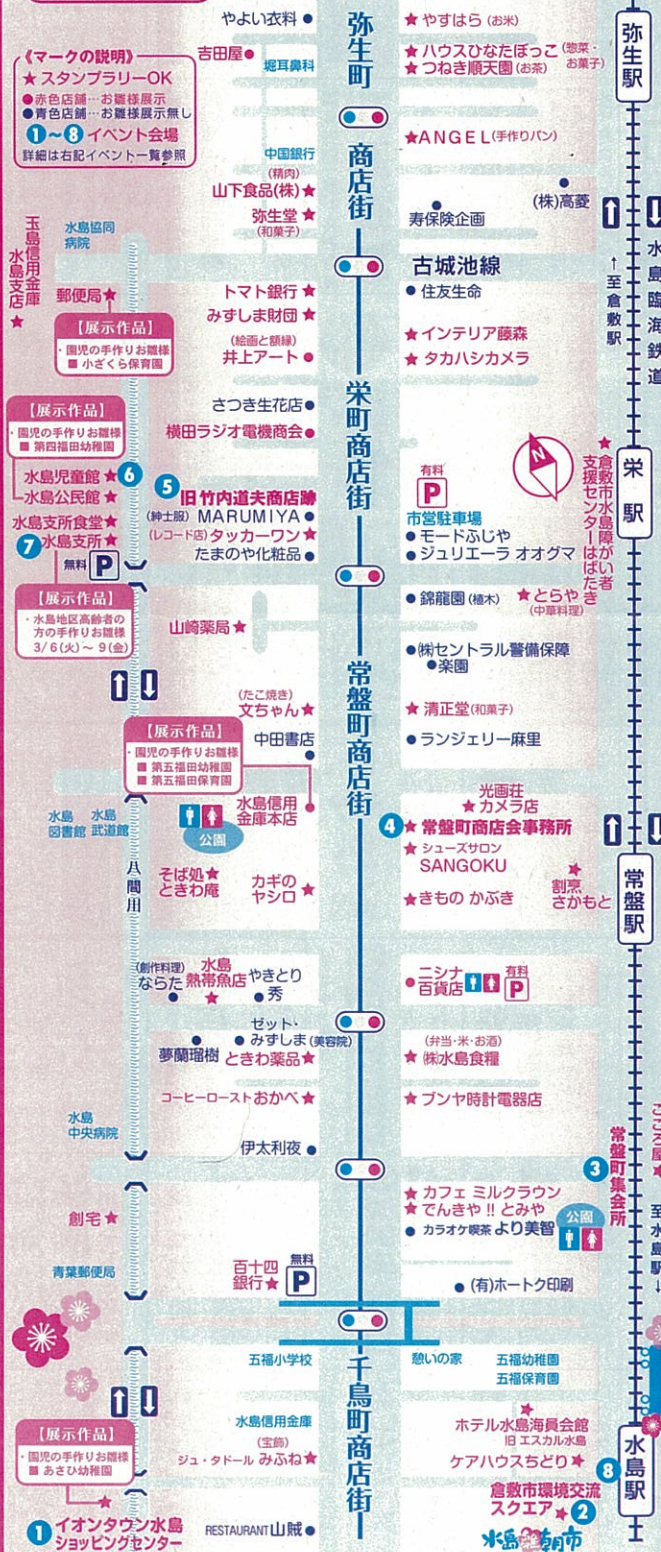 やよい衣料 ●
弥生町
★ やすはら (お米)
弥生駅
《マークの説明》
★ スタンプラリーOK
●赤色店舗…お雛様展示
●青色店舗…お雛様展示無し
①～⑧ イベント会場
詳細は右記イベント一覧参照
吉田屋●
堀耳鼻科
★ ハウスひなたぼっこ (惣菜・お菓子)
★ つねき順天園 (お茶)
商店街
★ANGEL(手作りパン)
中国銀行
(精肉)
山下食品(株)★
弥生堂 ★
(和菓子)
寿保険企画
(株)高菱
玉島信用金庫
水島支店 ★
水島協同
病院
古城池線
↑至倉敷駅
水島臨海鉄道
郵便局★
トマト銀行 ★
みずしま財団 ★
● 住友生命
【展示作品】
・園児の手作りお雛様
■ 小ざくら保育園
(絵画と額縁)
井上アート ●
★ インテリア藤森
★ タカハシカメラ
栄町商店街
さつき生花店●
横田ラジオ電機商会●
【展示作品】
・園児の手作りお雛様
■ 第四福田幼稚園
水島児童館★ ⑥
水島公民館★
⑤ 旧竹内道夫商店跡
(紳士服) MARUMIYA ●
(レコード店) タッカーワン★
たまのや化粧品 ●
有料
P
市営駐車場
● モードふじや
● ジュリエーラ オオグマ
N
★倉敷市水島障がい者
支援センターはばたき
栄駅
水島支所食堂★
⑦ 水島支所★
無料 P
【展示作品】
・水島地区高齢者の
方の手作りお雛様
3/6(火)～9(金)
● 錦龍園 (植木)
★ とらや
(中華料理)
山崎薬局 ★
●㈱セントラル警備保障
●楽園
常盤町商店街
(たこ焼き)
文ちゃん★
★ 清正堂(和菓子)
中田書店
●
● ランジェリー麻里
【展示作品】
・園児の手作りお雛様
■ 第五福田幼稚園
■ 第五福田保育園
水島
図書館
水島
武道館
公園
水島信用
金庫本店
光画荘
★ カメラ店
④★ 常盤町商店会事務所
★ シューズサロン
SANGOKU
八間川
そば処★
ときわ庵
カギの
ヤシロ ★
★きもの かぶき
★
割烹
さかもと
常盤駅
(創作料理)
ならた
●
水島
熱帯魚店
★
やきとり
● 秀
● ニシナ
百貨店
有料
P
ゼット・
● みずしま (美容院)
●
夢蘭瑠樹
ときわ薬品★
(弁当・米・お酒)
★ ㈱水島食糧
コーヒーロースト おかべ★
★ ブンヤ時計電器店
水島
中央病院
伊太利夜 ●
③
常盤町集会所
こころ屋★
至水島駅↓
★ カフェ ミルクラウン
★ でんきや!! とみや
● カラオケ喫茶 より美智
公園
創宅 ★
青葉郵便局
百十四
銀行★
無料
P
● (有)ホートク印刷
五福小学校
千鳥町商店街
憩いの家
五福幼稚園
五福保育園
水島信用金庫
(宝飾)
ジュ・タドール みふね★
★
ホテル水島海員会館
旧 エスカル水島
ケアハウスちどり★
⑧
水島駅
【展示作品】
・園児の手作りお雛様
■ あさひ幼稚園
★
倉敷市環境交流
スクエア★②
① イオンタウン水島
ショッピングセンター
RESTAURANT山賊 ●
水島 朝市